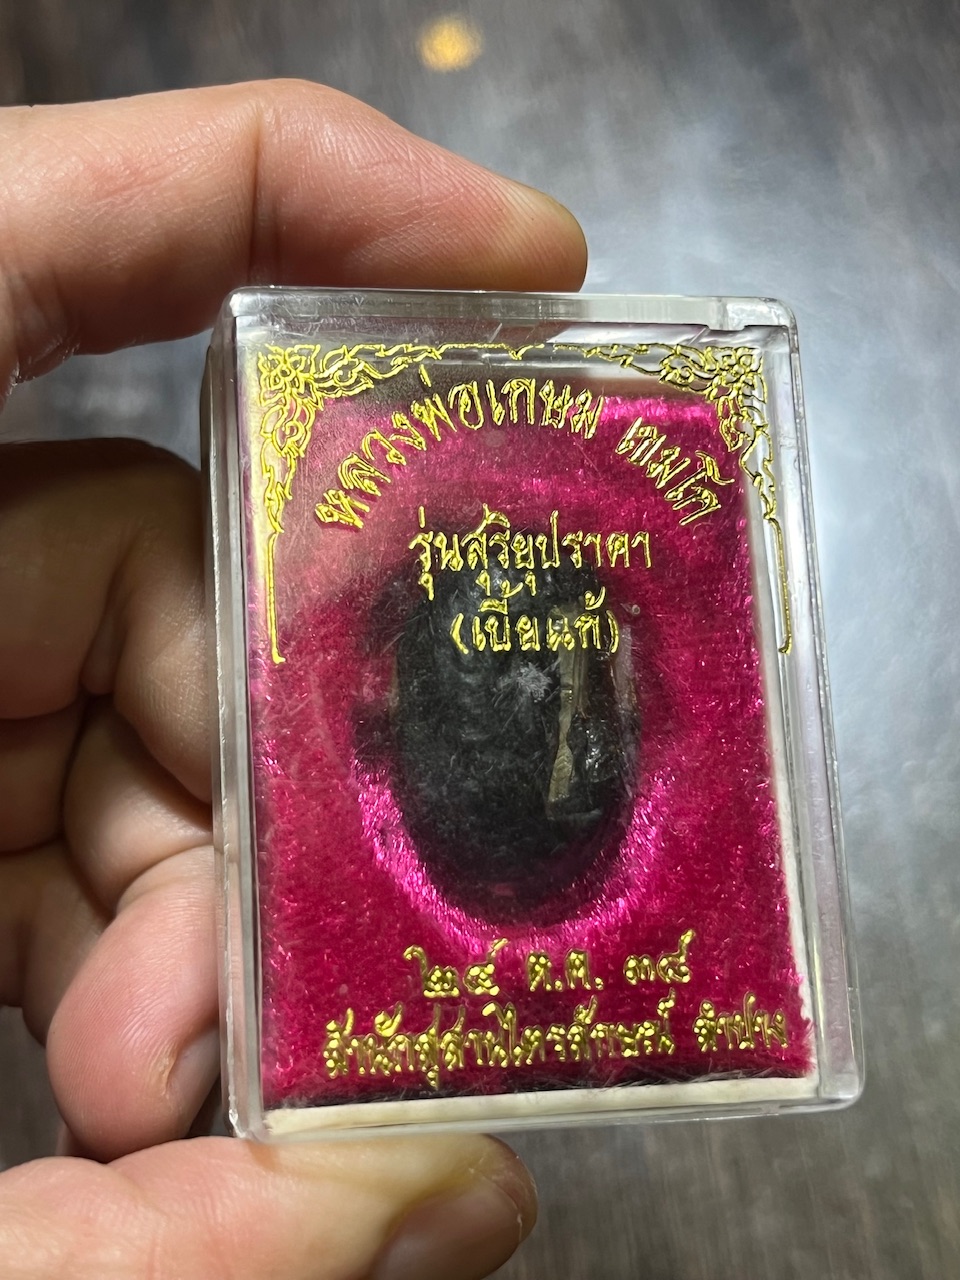 หลวงพ่อเกษม เขมโก
รุ่นสุริยุปราคา
(เบี้ยแก้)
๒๔ ต.ค. ๓๘
สำนักสุสานไตรลักษณ์ ลำปาง